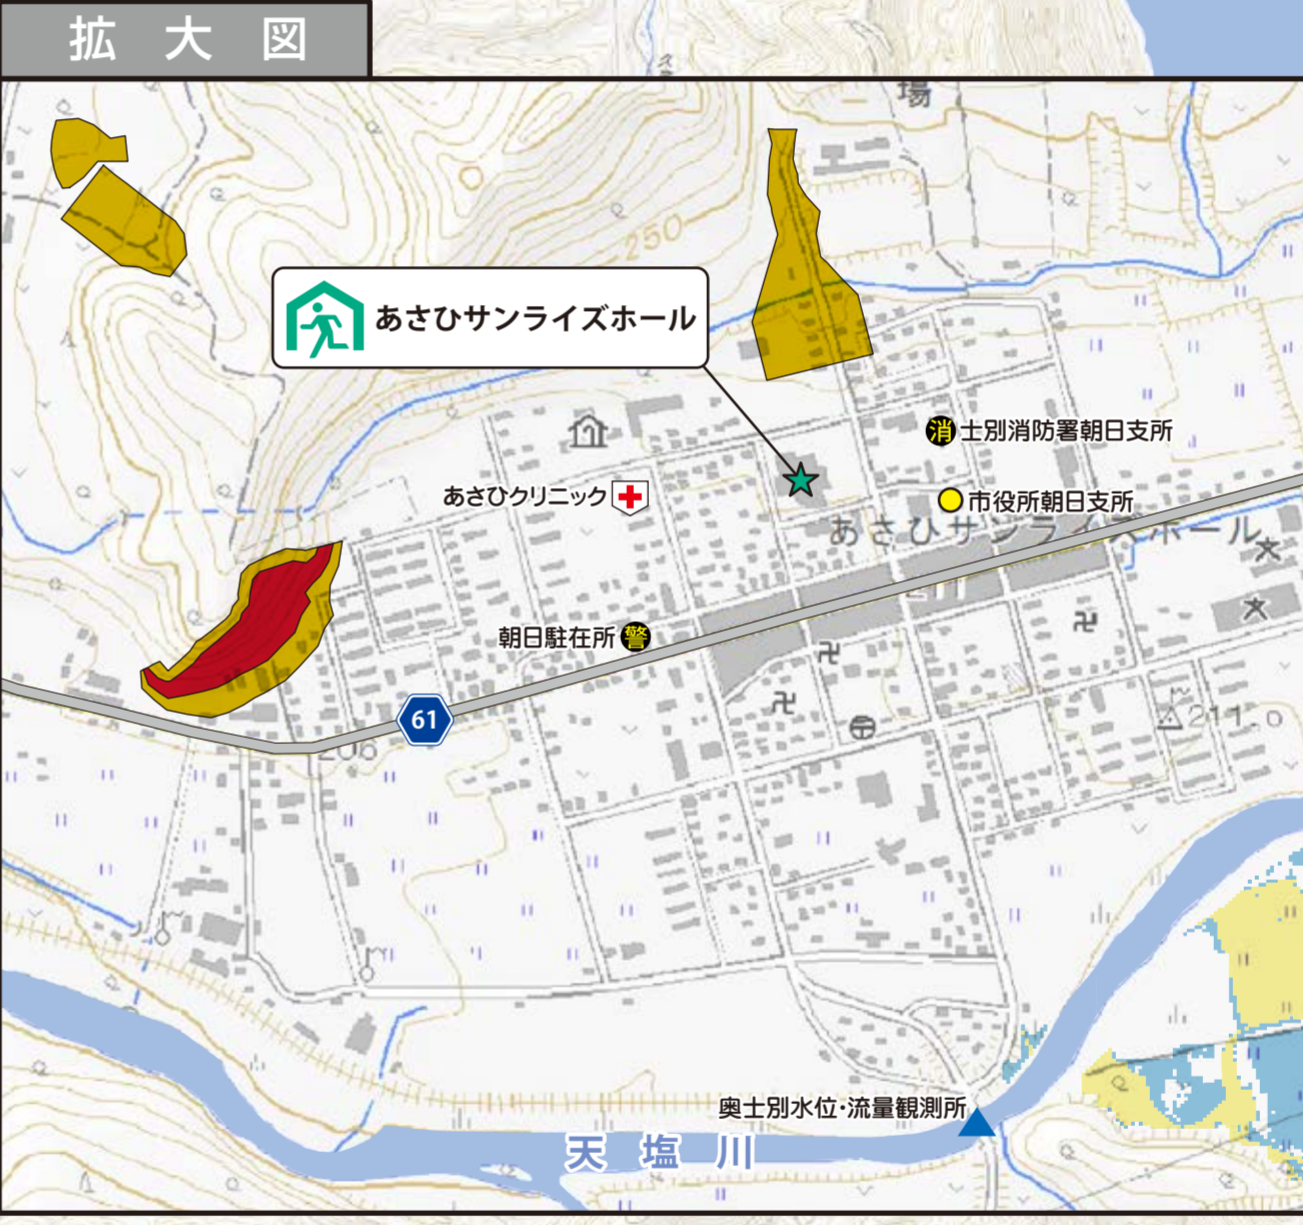 拡 大 図
場
250
あさひサンライズホール
消 士別消防署朝日支所
あさひクリニック
市役所朝日支所
あさひサンライズホール
朝日駐在所 警
61
206
211.0
奥士別水位・流量観測所
天 塩 川